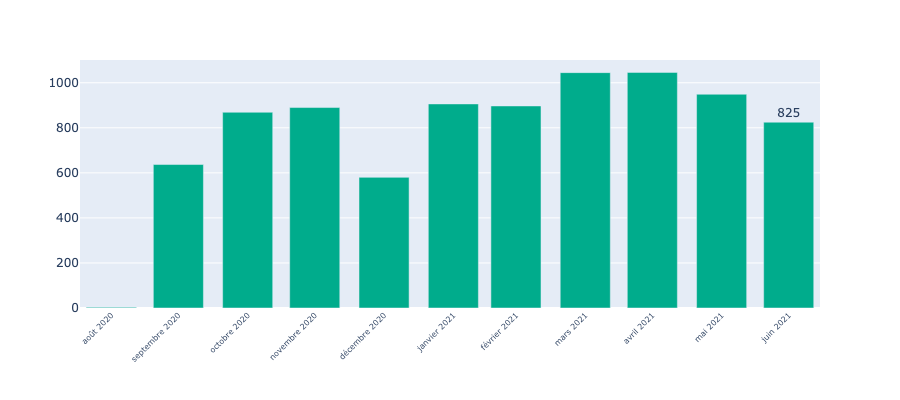 1000
800
600
400
200
0
825
août 2020
septembre 2020
octobre 2020
novembre 2020
décembre 2020
janvier 2021
février 2021
mars 2021
avril 2021
mai 2021
juin 2021